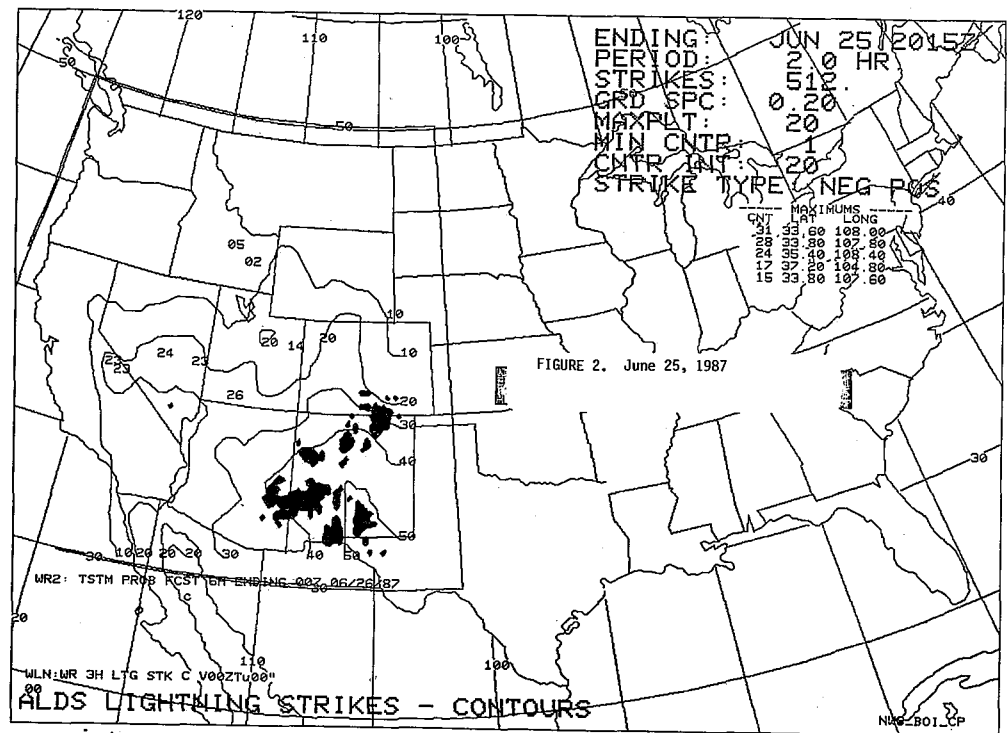 120
110
100
50
ENDING: JUN 25, 2015Z
PERIOD: 2.0 HR
STRIKES: 512.
GRD SPC: 0.20
MAXPLT: 20
MIN CNTR: 1
CNTR INT: 20
STRIKE TYPE: NEG POS
50
40
----- MAXIMUMS -----
CNT LAT LONG
31 33.60 108.00
28 33.80 107.80
24 35.40 108.40
17 37.20 104.80
15 33.80 107.60
05
02
10
20
14
20
10
23
23
24
23
26
FIGURE 2. June 25, 1987
20
30
40
30
50
30
10
20
20
20
30
40
50
WR2: TSTM PROB FCST 6H ENDING 00Z 06/26/87
30
C
20
110
100
WLN:WR 3H LTG STK C V00ZTu00"
00
ALDS LIGHTNING STRIKES - CONTOURS
NWS_BOI_CP